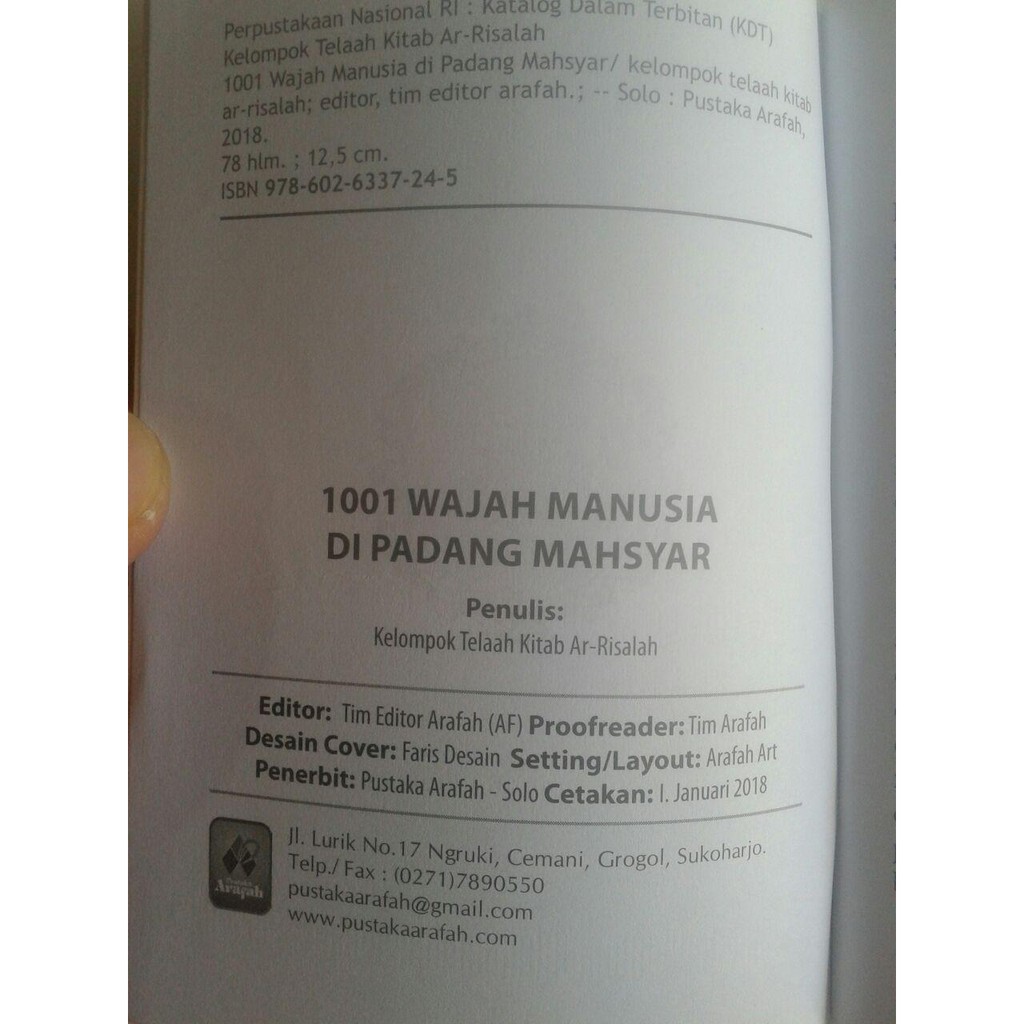 Perpustakaan Nasional RI : Katalog Dalam Terbitan (KDT)
Kelompok Telaah Kitab Ar-Risalah
1001 Wajah Manusia di Padang Mahsyar/ kelompok telaah kitab
ar-risalah; editor, tim editor arafah.; -- Solo : Pustaka Arafah,
2018.
78 hlm. ; 12,5 cm.
ISBN 978-602-6337-24-5
1001 WAJAH MANUSIA
DI PADANG MAHSYAR
Penulis:
Kelompok Telaah Kitab Ar-Risalah
Editor: Tim Editor Arafah (AF) Proofreader: Tim Arafah
Desain Cover: Faris Desain Setting/Layout: Arafah Art
Penerbit: Pustaka Arafah - Solo Cetakan: I. Januari 2018
Jl. Lurik No.17 Ngruki, Cemani, Grogol, Sukoharjo.
Telp./ Fax : (0271)7890550
pustakaarafah@gmail.com
www.pustakaarafah.com
Arafah